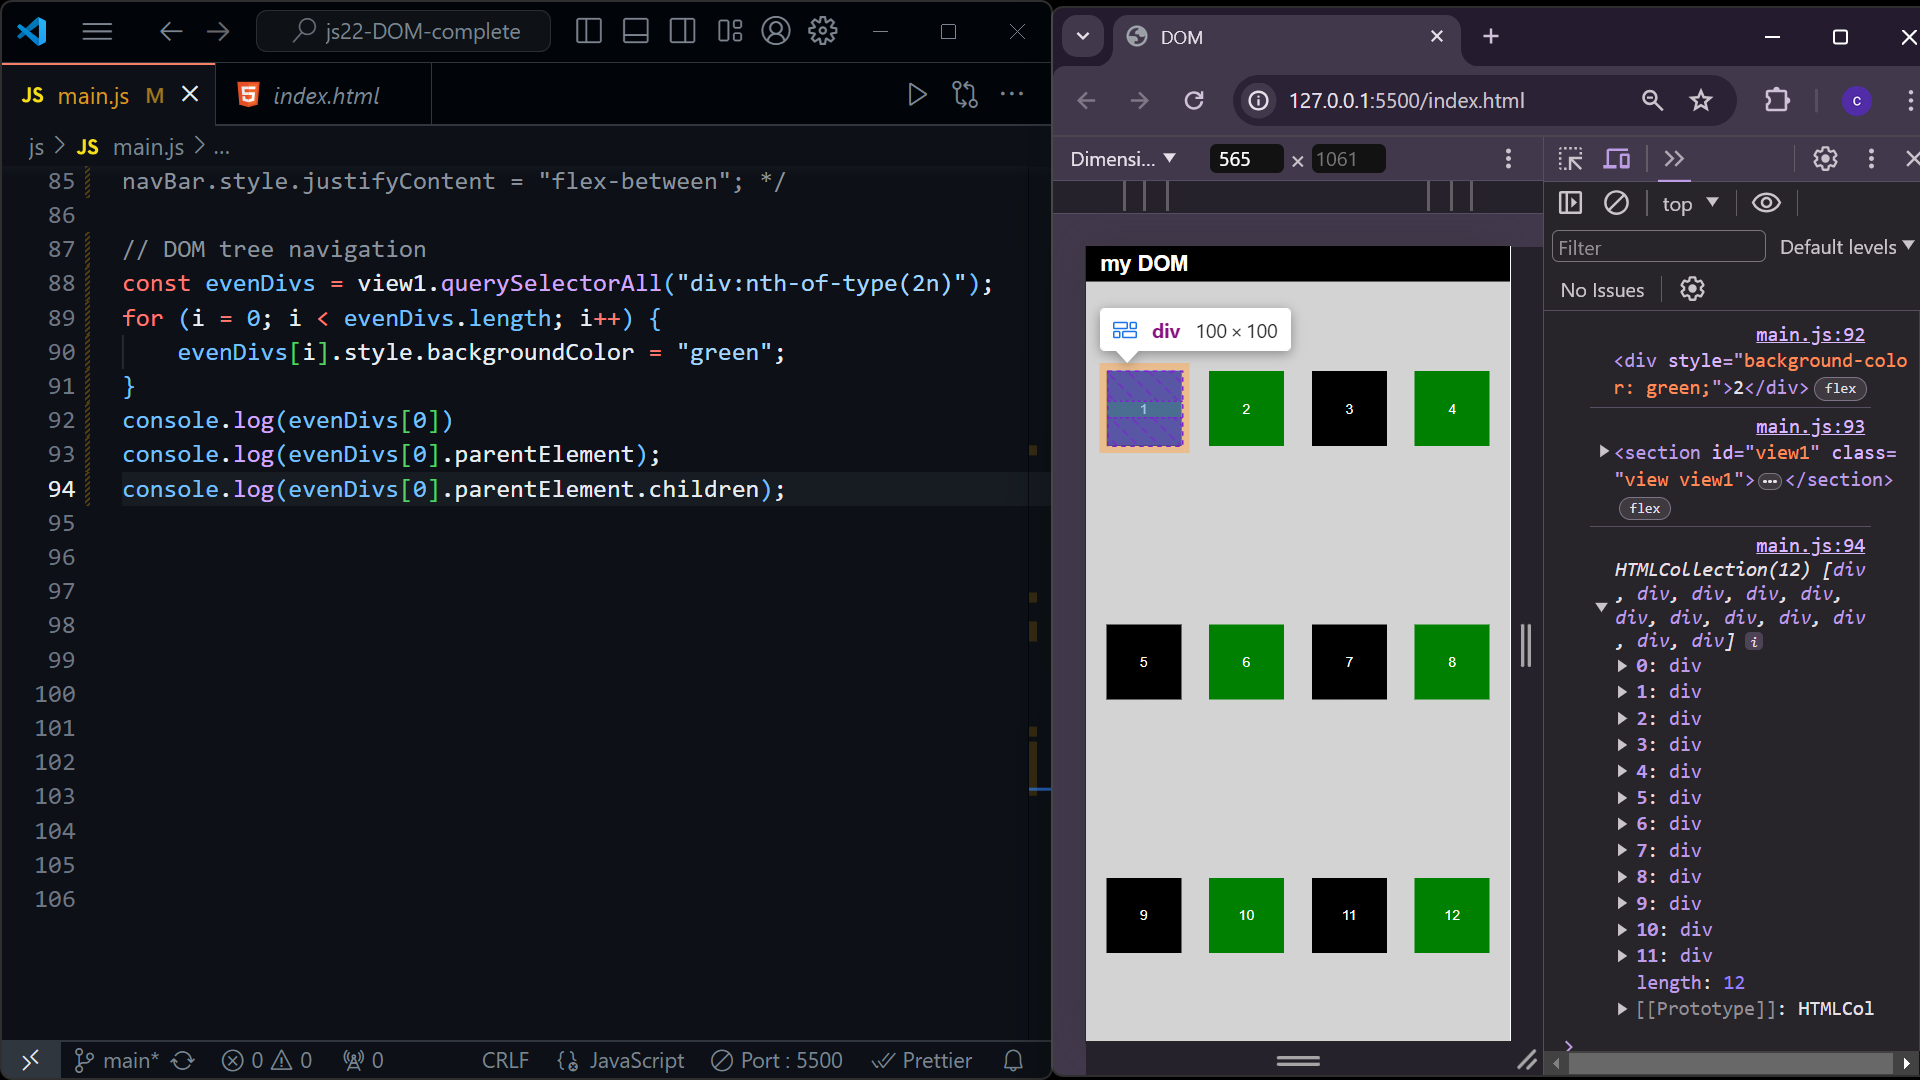 js22-DOM-complete
JS main.js M
index.html
js > JS main.js > ...
85 navBar.style.justifyContent = "flex-between"; */
86
87 // DOM tree navigation
88 const evenDivs = view1.querySelectorAll("div:nth-of-type(2n)");
89 for (i = 0; i < evenDivs.length; i++) {
90 evenDivs[i].style.backgroundColor = "green";
91 }
92 console.log(evenDivs[0])
93 console.log(evenDivs[0].parentElement);
94 console.log(evenDivs[0].parentElement.children);
95
96
97
98
99
100
101
102
103
104
105
106
main* 0 0 0 CRLF {} JavaScript Port : 5500 Prettier
DOM
127.0.0.1:5500/index.html
c
Dimensi... 565 × 1061
my DOM
div 100 × 100
1 2 3 4
5 6 7 8
9 10 11 12
top
Filter Default levels
No Issues
main.js:92
<div style="background-colo
r: green;">2</div> flex
main.js:93
<section id="view1" class=
"view view1">…</section>
flex
main.js:94
HTMLCollection(12) [div
, div, div, div, div,
div, div, div, div, div
, div, div] i
0: div
1: div
2: div
3: div
4: div
5: div
6: div
7: div
8: div
9: div
10: div
11: div
length: 12
[[Prototype]]: HTMLCol